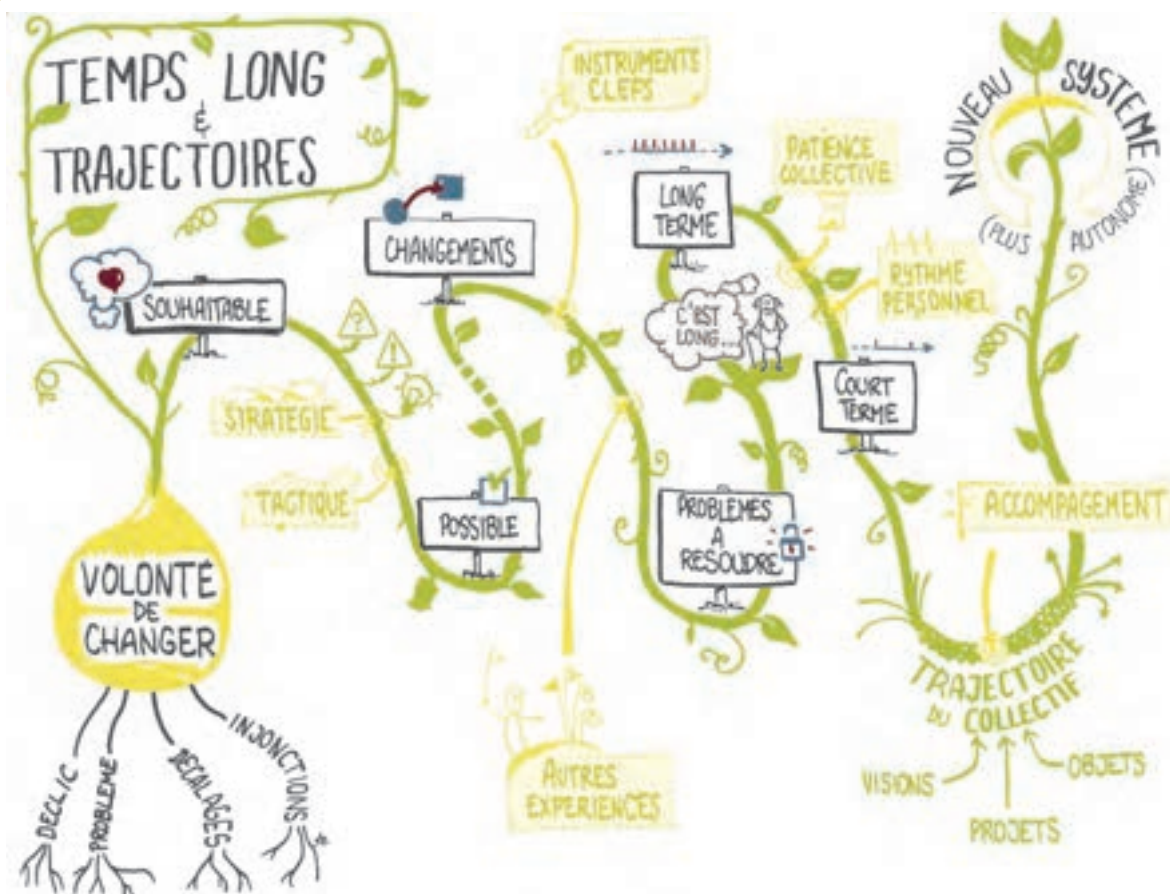 TEMPS LONG
&
TRAJECTOIRES
SOUHAITABLE
STRATEGIE
TACTIQUE
?
!
POSSIBLE
CHANGEMENTS
INSTRUMENTS
CLEFS
AUTRES
EXPERIENCES
PROBLEMES
A
RESOUDRE
C'EST
LONG...
LONG
TERME
PATIENCE
COLLECTIVE
RYTHME
PERSONNEL
COURT
TERME
ACCOMPAGEMENT
TRAJECTOIRE
DU COLLECTIF
VISIONS
PROJETS
OBJETS
NOUVEAU SYSTEME
(PLUS AUTONOME)
VOLONTÉ
DE
CHANGER
DECLIC
PROBLEME
DECALAGES
INJONCTIONS